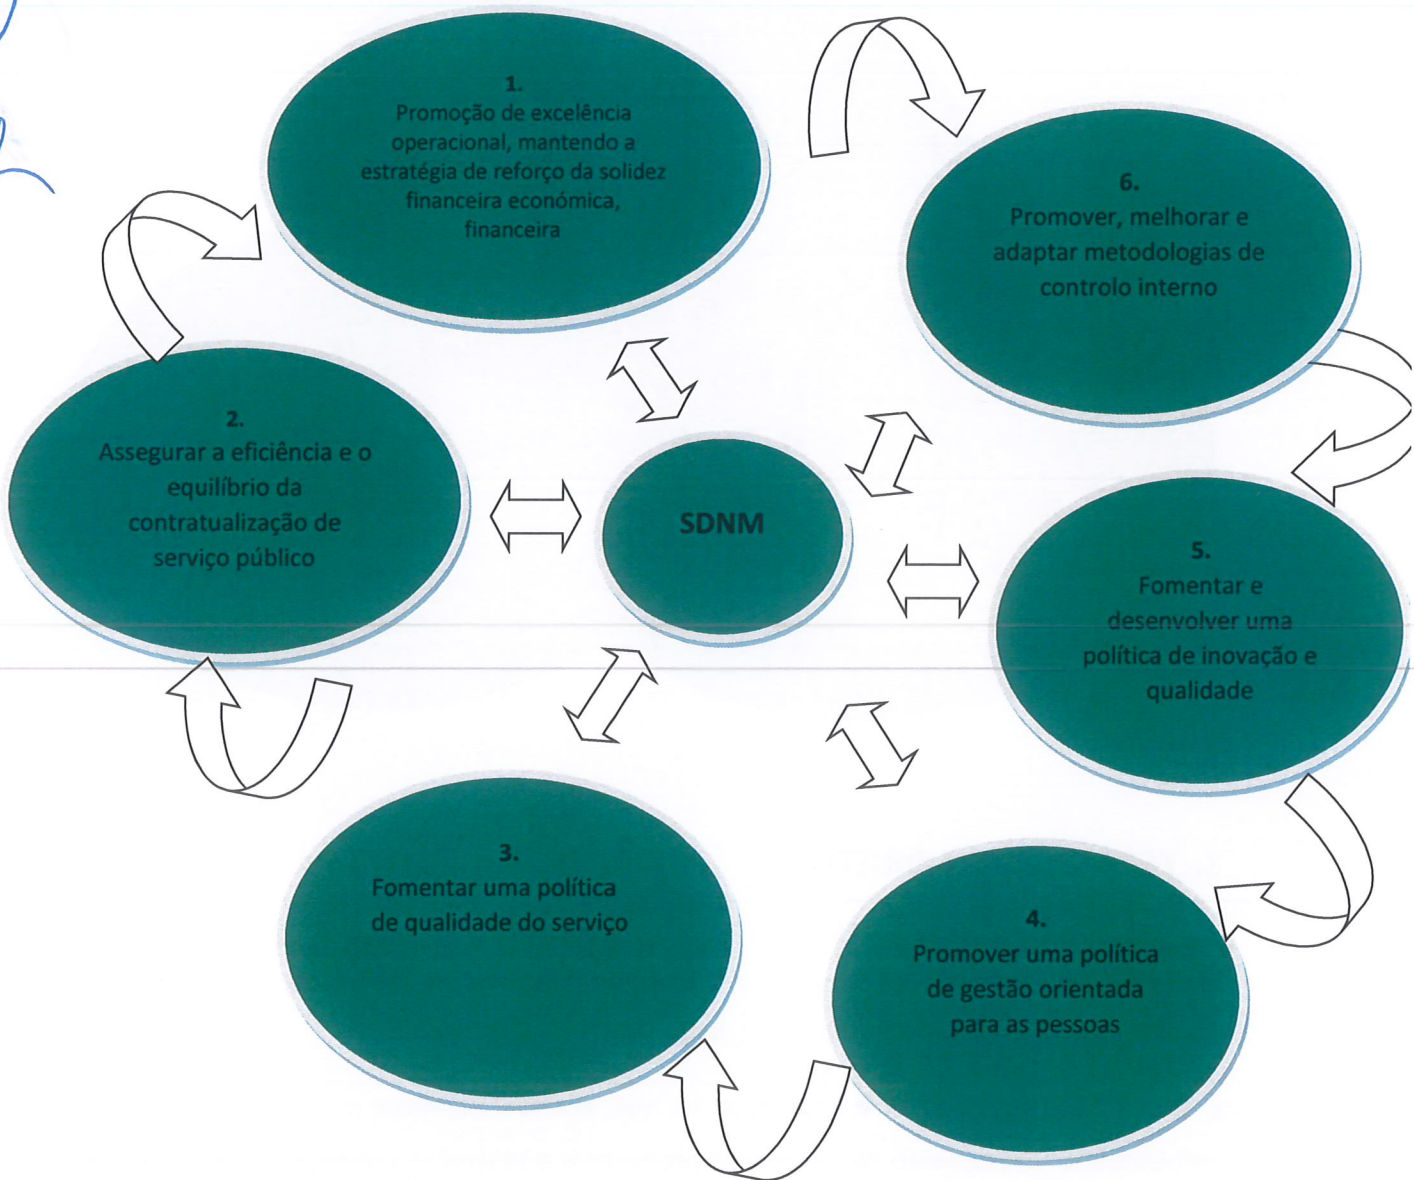 1.
Promoção de excelência
operacional, mantendo a
estratégia de reforço da solidez
financeira económica,
financeira
6.
Promover, melhorar e
adaptar metodologias de
controlo interno
2.
Assegurar a eficiência e o
equilíbrio da
contratualização de
serviço público
SDNM
5.
Fomentar e
desenvolver uma
política de inovação e
qualidade
3.
Fomentar uma política
de qualidade do serviço
4.
Promover uma política
de gestão orientada
para as pessoas